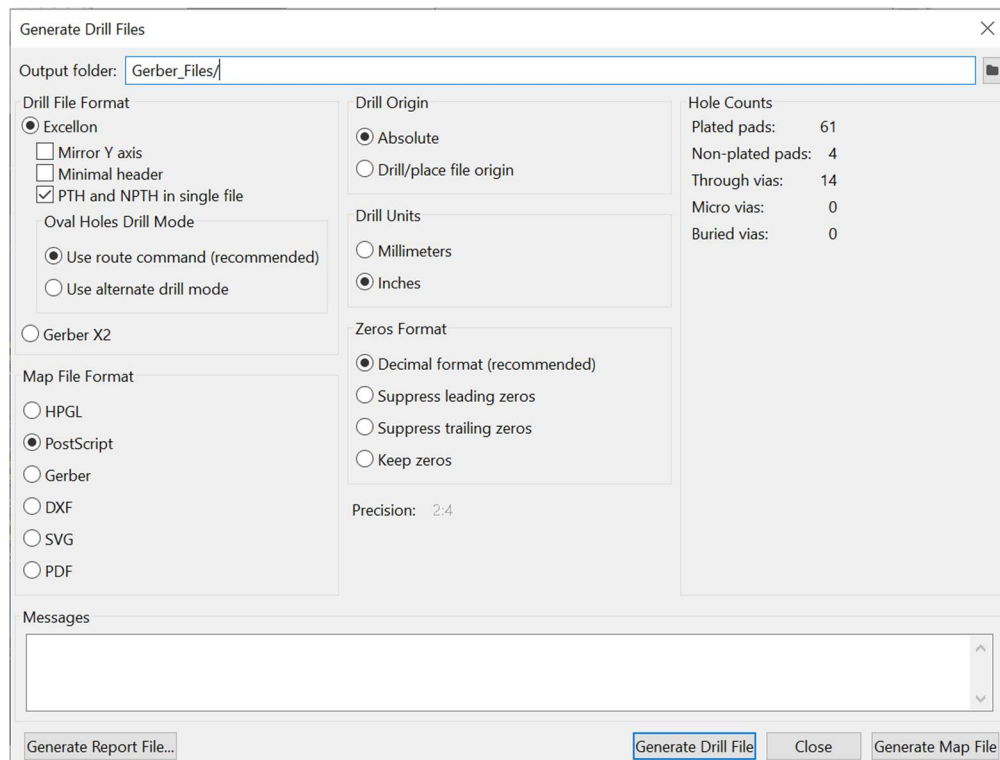 Generate Drill Files
Output folder: Gerber_Files/
Drill File Format
Excellon
Mirror Y axis
Minimal header
PTH and NPTH in single file
Oval Holes Drill Mode
Use route command (recommended)
Use alternate drill mode
Gerber X2
Map File Format
HPGL
PostScript
Gerber
DXF
SVG
PDF
Drill Origin
Absolute
Drill/place file origin
Drill Units
Millimeters
Inches
Zeros Format
Decimal format (recommended)
Suppress leading zeros
Suppress trailing zeros
Keep zeros
Precision: 2:4
Hole Counts
Plated pads: 61
Non-plated pads: 4
Through vias: 14
Micro vias: 0
Buried vias: 0
Messages
Generate Report File...
Generate Drill File
Close
Generate Map File